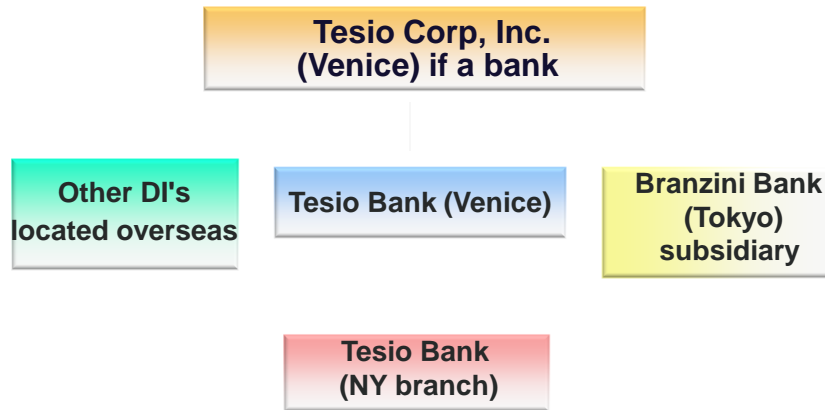 Tesio Corp, Inc.
(Venice) if a bank
Other DI's
located overseas
Tesio Bank (Venice)
Branzini Bank
(Tokyo)
subsidiary
Tesio Bank
(NY branch)